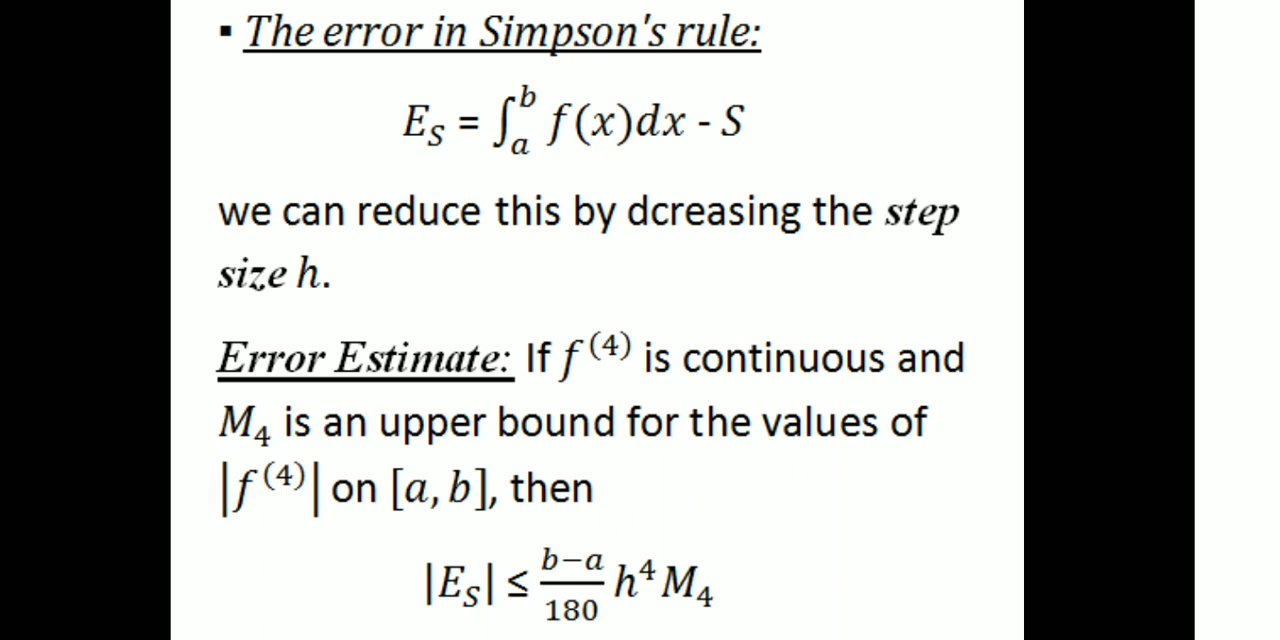 ▪ The error in Simpson's rule:
E_S = ∫_a^b f(x)dx - S
we can reduce this by dcreasing the step
size h.
Error Estimate: If f^(4) is continuous and
M_4 is an upper bound for the values of
|f^(4)| on [a, b], then
|E_S| ≤ \frac{b−a}{180} h^4 M_4